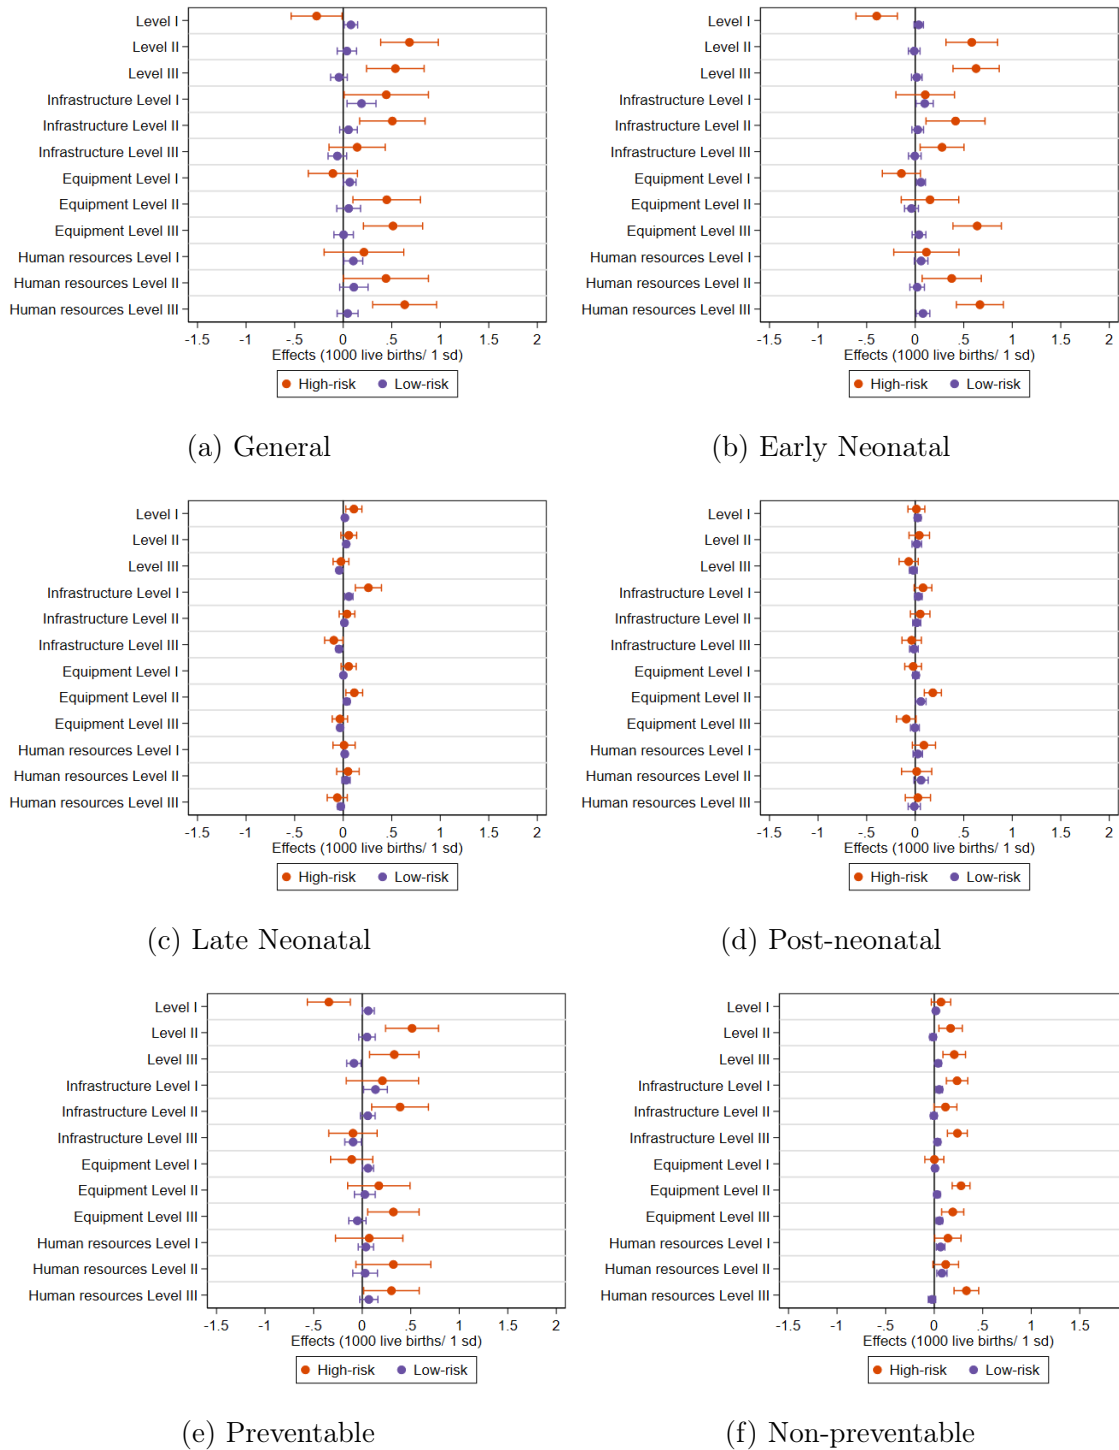 Level I
Level II
Level III
Infrastructure Level I
Infrastructure Level II
Infrastructure Level III
Equipment Level I
Equipment Level II
Equipment Level III
Human resources Level I
Human resources Level II
Human resources Level III
-1.5 -1 -.5 0 .5 1 1.5 2
Effects (1000 live births/ 1 sd)
High-risk Low-risk
(a) General
Level I
Level II
Level III
Infrastructure Level I
Infrastructure Level II
Infrastructure Level III
Equipment Level I
Equipment Level II
Equipment Level III
Human resources Level I
Human resources Level II
Human resources Level III
-1.5 -1 -.5 0 .5 1 1.5 2
Effects (1000 live births/ 1 sd)
High-risk Low-risk
(b) Early Neonatal
Level I
Level II
Level III
Infrastructure Level I
Infrastructure Level II
Infrastructure Level III
Equipment Level I
Equipment Level II
Equipment Level III
Human resources Level I
Human resources Level II
Human resources Level III
-1.5 -1 -.5 0 .5 1 1.5 2
Effects (1000 live births/ 1 sd)
High-risk Low-risk
(c) Late Neonatal
Level I
Level II
Level III
Infrastructure Level I
Infrastructure Level II
Infrastructure Level III
Equipment Level I
Equipment Level II
Equipment Level III
Human resources Level I
Human resources Level II
Human resources Level III
-1.5 -1 -.5 0 .5 1 1.5 2
Effects (1000 live births/ 1 sd)
High-risk Low-risk
(d) Post-neonatal
Level I
Level II
Level III
Infrastructure Level I
Infrastructure Level II
Infrastructure Level III
Equipment Level I
Equipment Level II
Equipment Level III
Human resources Level I
Human resources Level II
Human resources Level III
-1.5 -1 -.5 0 .5 1 1.5 2
Effects (1000 live births/ 1 sd)
High-risk Low-risk
(e) Preventable
Level I
Level II
Level III
Infrastructure Level I
Infrastructure Level II
Infrastructure Level III
Equipment Level I
Equipment Level II
Equipment Level III
Human resources Level I
Human resources Level II
Human resources Level III
-1.5 -1 -.5 0 .5 1 1.5
Effects (1000 live births/ 1 sd)
High-risk Low-risk
(f) Non-preventable